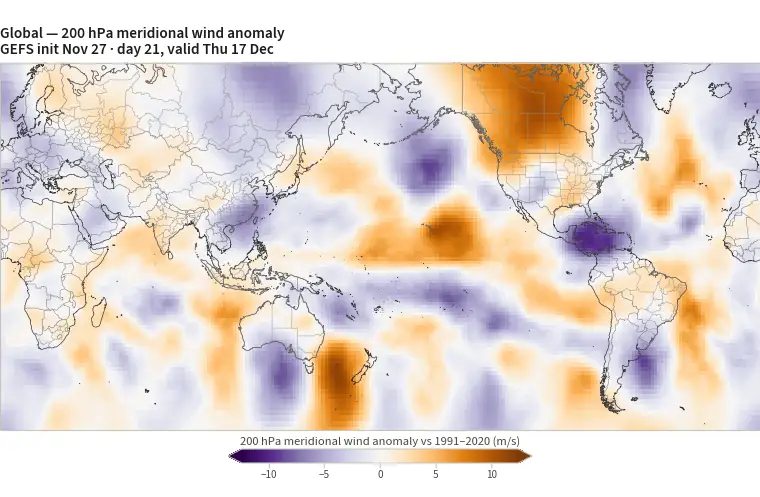 Global — 200 hPa meridional wind anomaly
GEFS init Nov 27 · day 21, valid Thu 17 Dec
200 hPa meridional wind anomaly vs 1991–2020 (m/s)
−10 −5 0 5 10